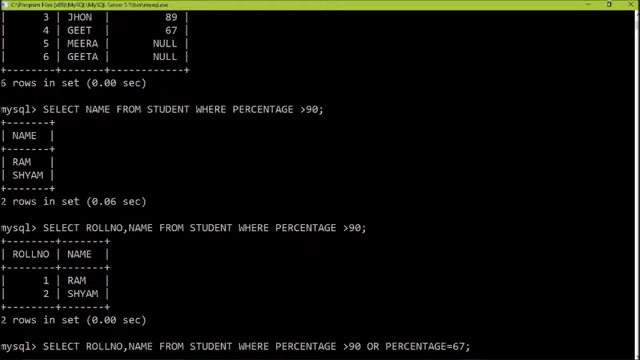 C:\Program Files (x86)\MySQL\MySQL Server 5.1\bin\mysql.exe
|     3 | JHON  |         89 |
|     4 | GEET  |         67 |
|     5 | MEERA |       NULL |
|     6 | GEETA |       NULL |
+-------+-------+------------+
6 rows in set (0.00 sec)
mysql> SELECT NAME FROM STUDENT WHERE PERCENTAGE >90;
+-------+
| NAME  |
+-------+
| RAM   |
| SHYAM |
+-------+
2 rows in set (0.06 sec)
mysql> SELECT ROLLNO,NAME FROM STUDENT WHERE PERCENTAGE >90;
+--------+-------+
| ROLLNO | NAME  |
+--------+-------+
|      1 | RAM   |
|      2 | SHYAM |
+--------+-------+
2 rows in set (0.00 sec)
mysql> SELECT ROLLNO,NAME FROM STUDENT WHERE PERCENTAGE >90 OR PERCENTAGE=67;